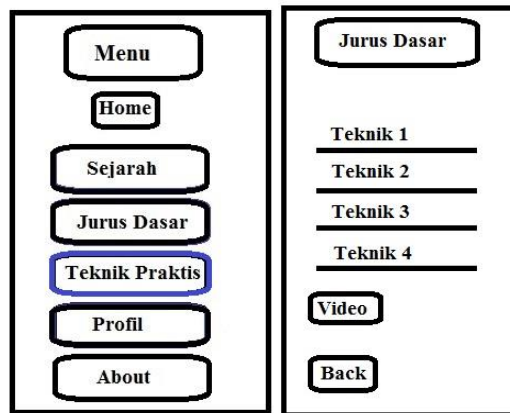 Menu
Home
Sejarah
Jurus Dasar
Teknik Praktis
Profil
About
Jurus Dasar
Teknik 1
Teknik 2
Teknik 3
Teknik 4
Video
Back